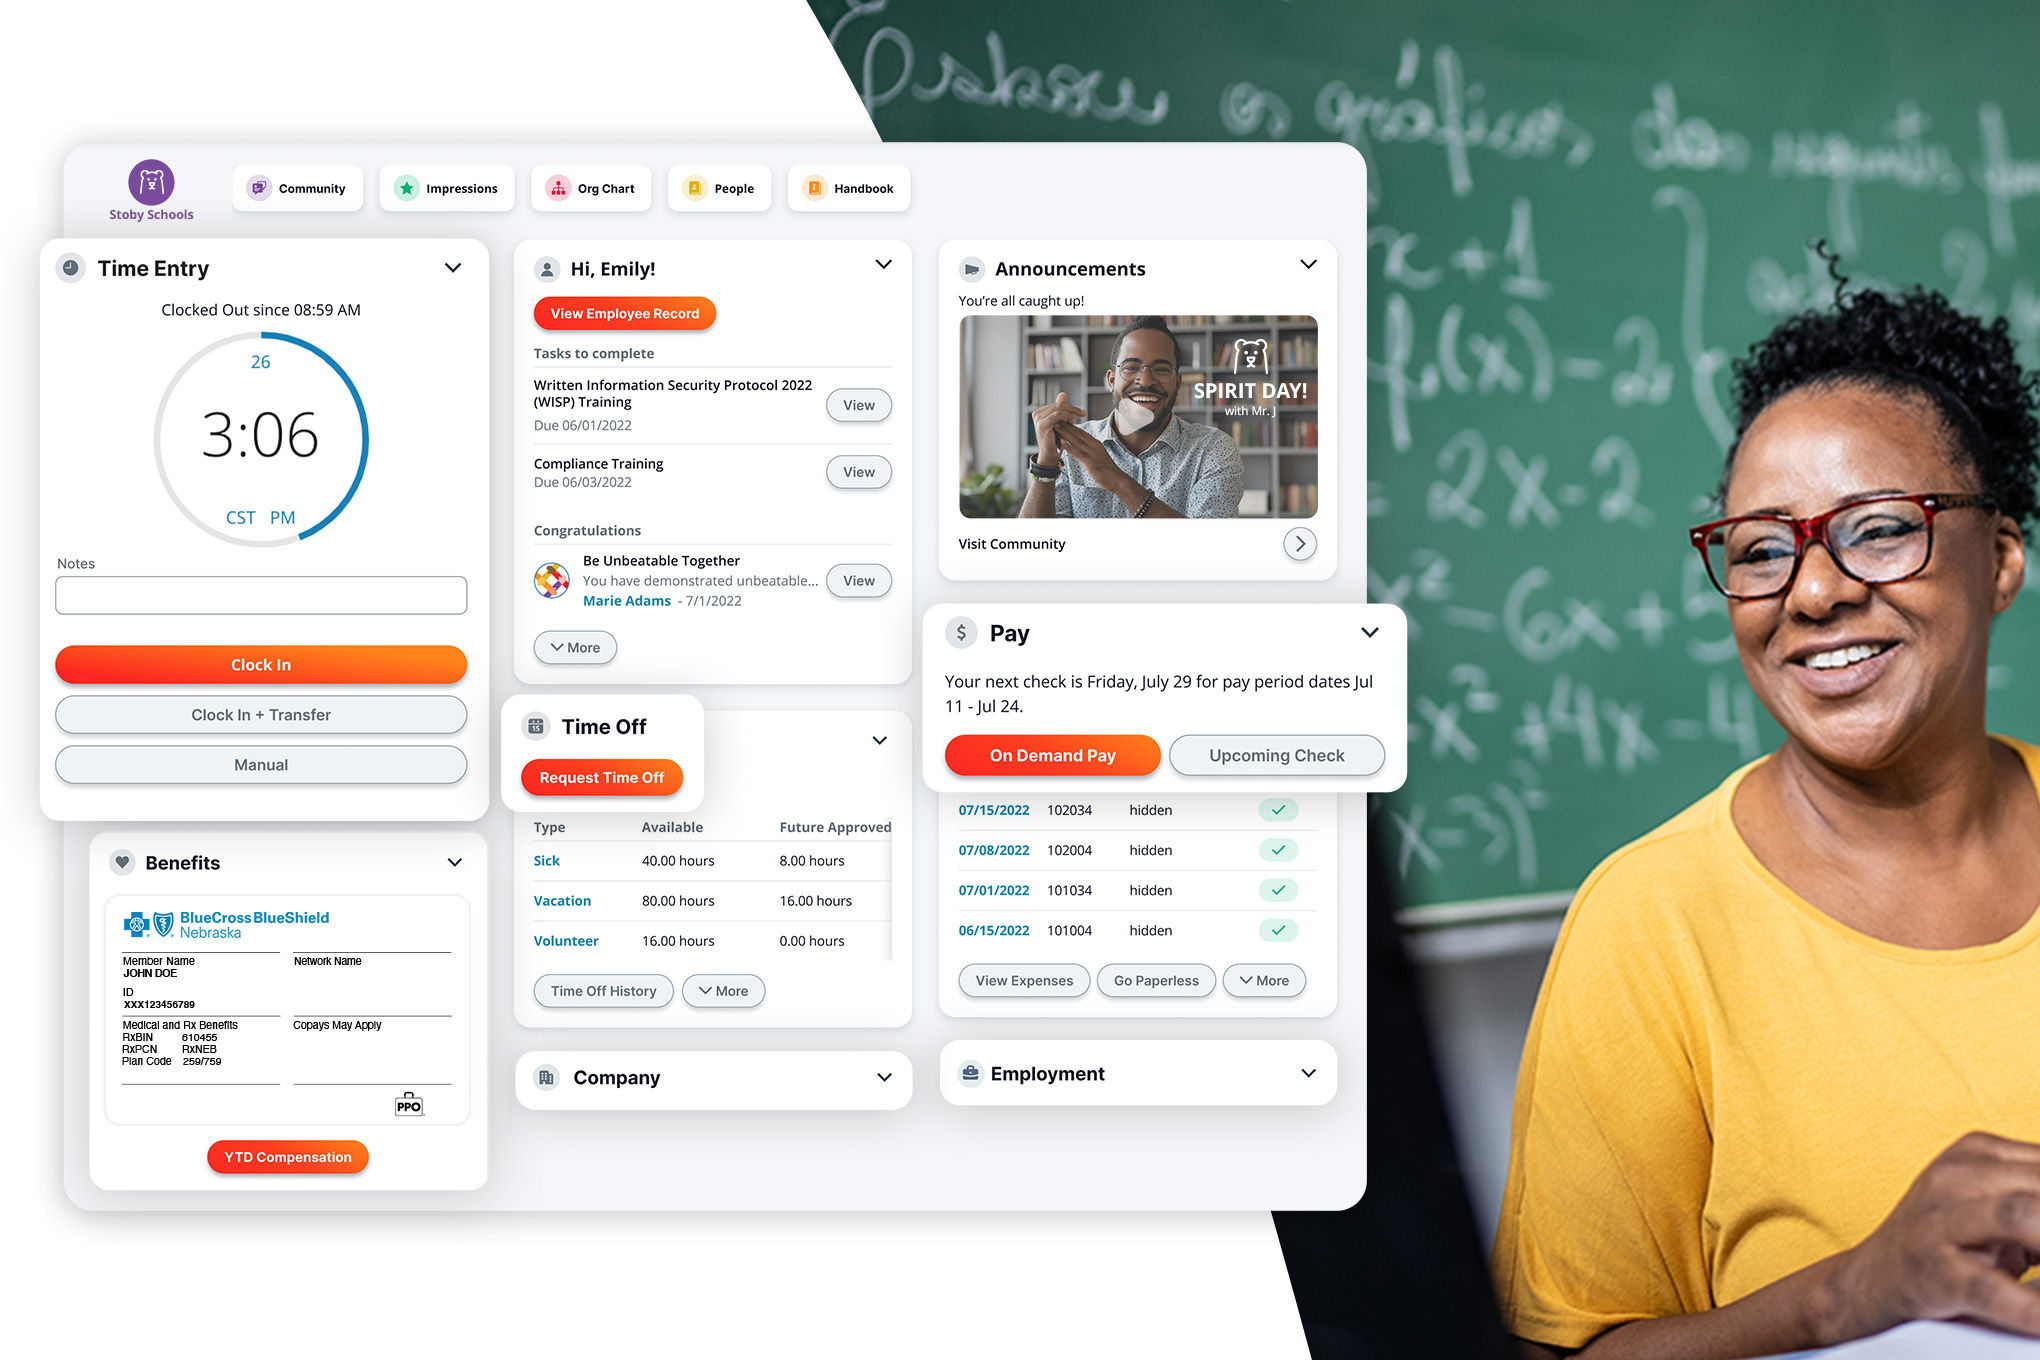 Stoby Schools
Community
Impressions
Org Chart
People
Handbook
Time Entry
Clocked Out since 08:59 AM
26
3:06
CST PM
Notes
Clock In
Clock In + Transfer
Manual
Benefits
BlueCross BlueShield
Nebraska
Member Name
JOHN DOE
ID
XXX123456789
Network Name
Medical and Rx Benefits
RxBIN 610455
RxPCN RxNEB
Plan Code 259/759
Copays May Apply
PPO
YTD Compensation
Hi, Emily!
View Employee Record
Tasks to complete
Written Information Security Protocol 2022
(WISP) Training
Due 06/01/2022
View
Compliance Training
Due 06/03/2022
View
Congratulations
Be Unbeatable Together
You have demonstrated unbeatable...
Marie Adams - 7/1/2022
View
More
Time Off
15
Request Time Off
Type Available Future Approved
Sick 40.00 hours 8.00 hours
Vacation 80.00 hours 16.00 hours
Volunteer 16.00 hours 0.00 hours
Time Off History
More
Company
Announcements
You're all caught up!
SPIRIT DAY!
with Mr. J
Visit Community
$
Pay
Your next check is Friday, July 29 for pay period dates Jul
11 - Jul 24.
On Demand Pay
Upcoming Check
07/15/2022 102034 hidden
07/08/2022 102004 hidden
07/01/2022 101034 hidden
06/15/2022 101004 hidden
View Expenses
Go Paperless
More
Employment